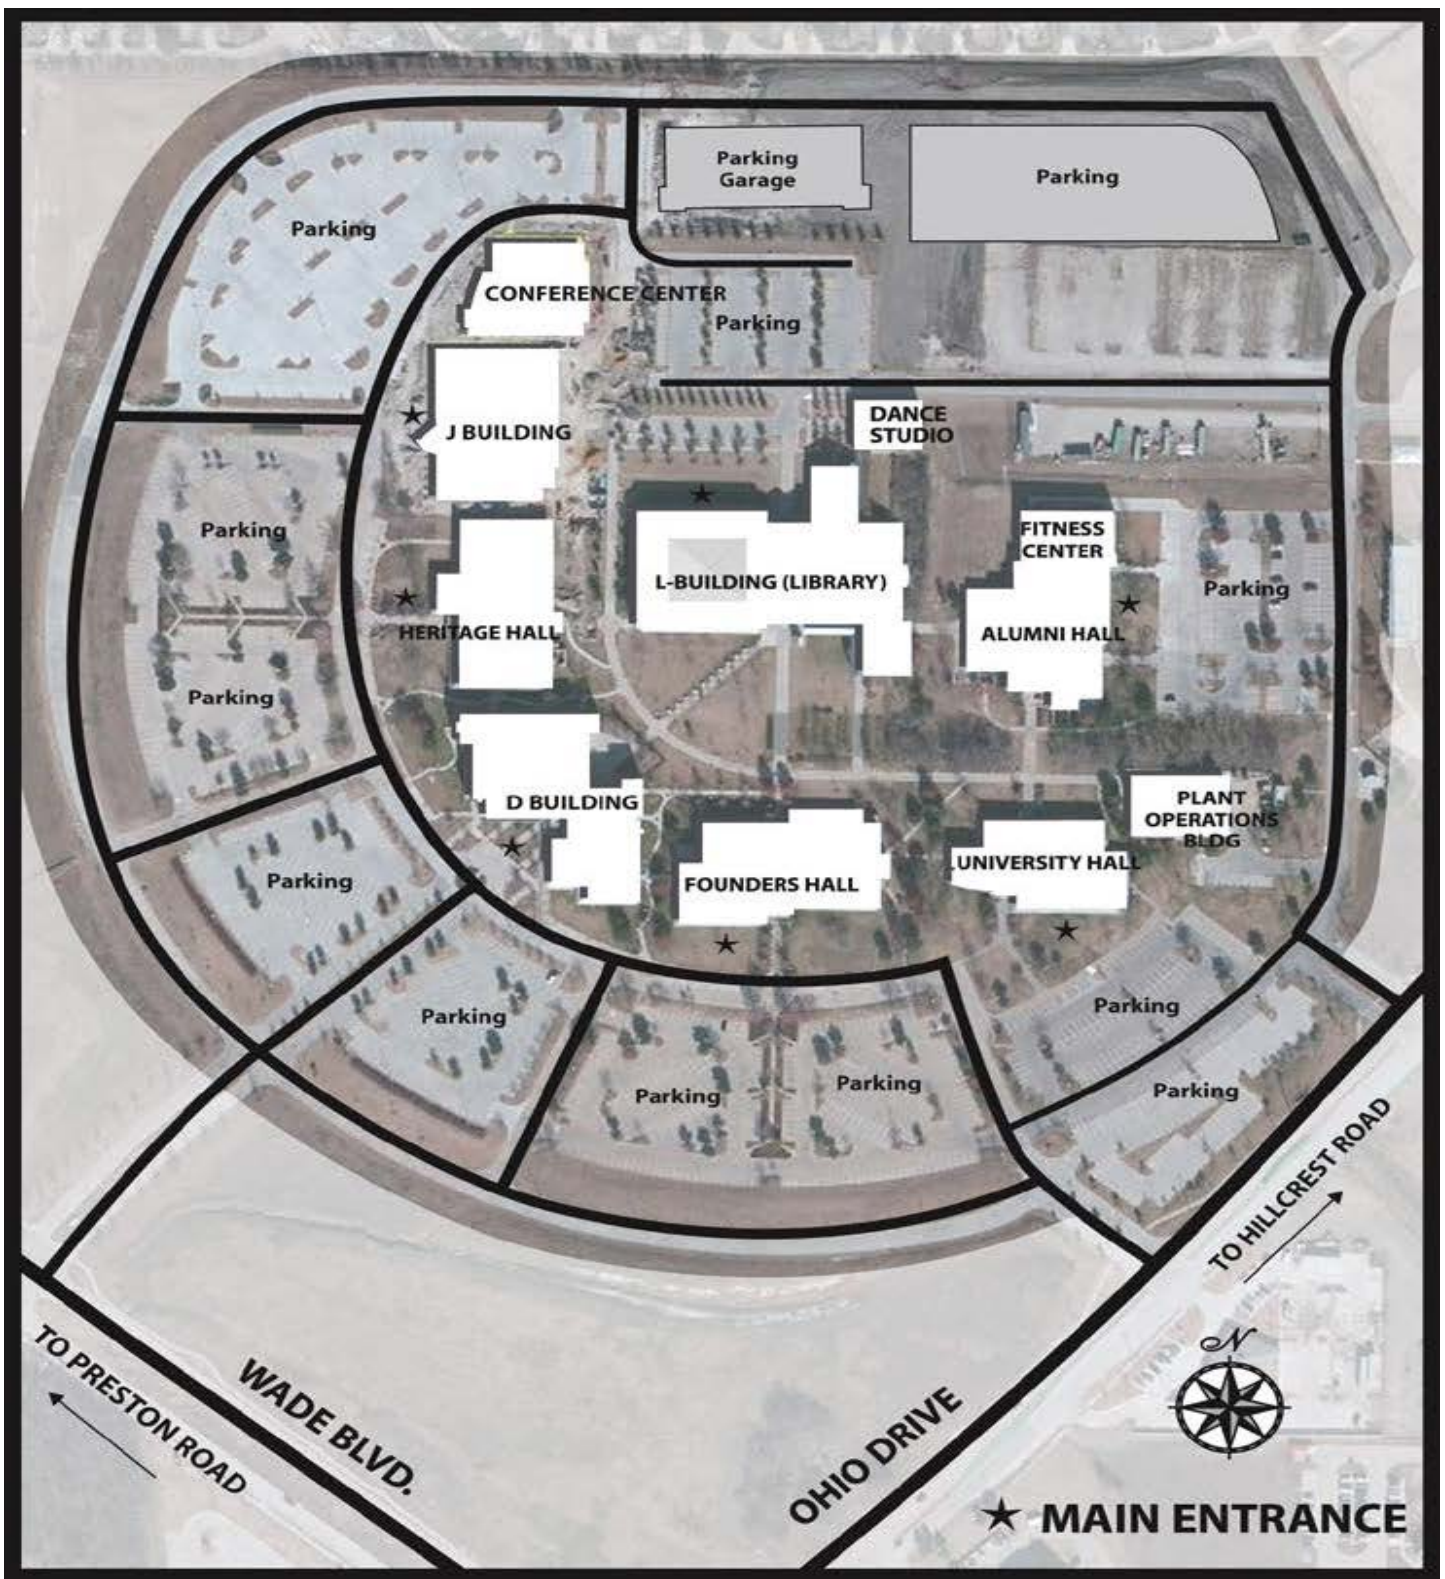 Parking
Garage
Parking
Parking
CONFERENCE CENTER
Parking
DANCE
STUDIO
J BUILDING
Parking
FITNESS
CENTER
L-BUILDING (LIBRARY)
Parking
HERITAGE HALL
ALUMNI HALL
Parking
D BUILDING
PLANT
OPERATIONS
BLDG
UNIVERSITY HALL
Parking
FOUNDERS HALL
Parking
Parking
Parking
Parking
Parking
TO HILLCREST ROAD
N
TO PRESTON ROAD
WADE BLVD.
OHIO DRIVE
MAIN ENTRANCE